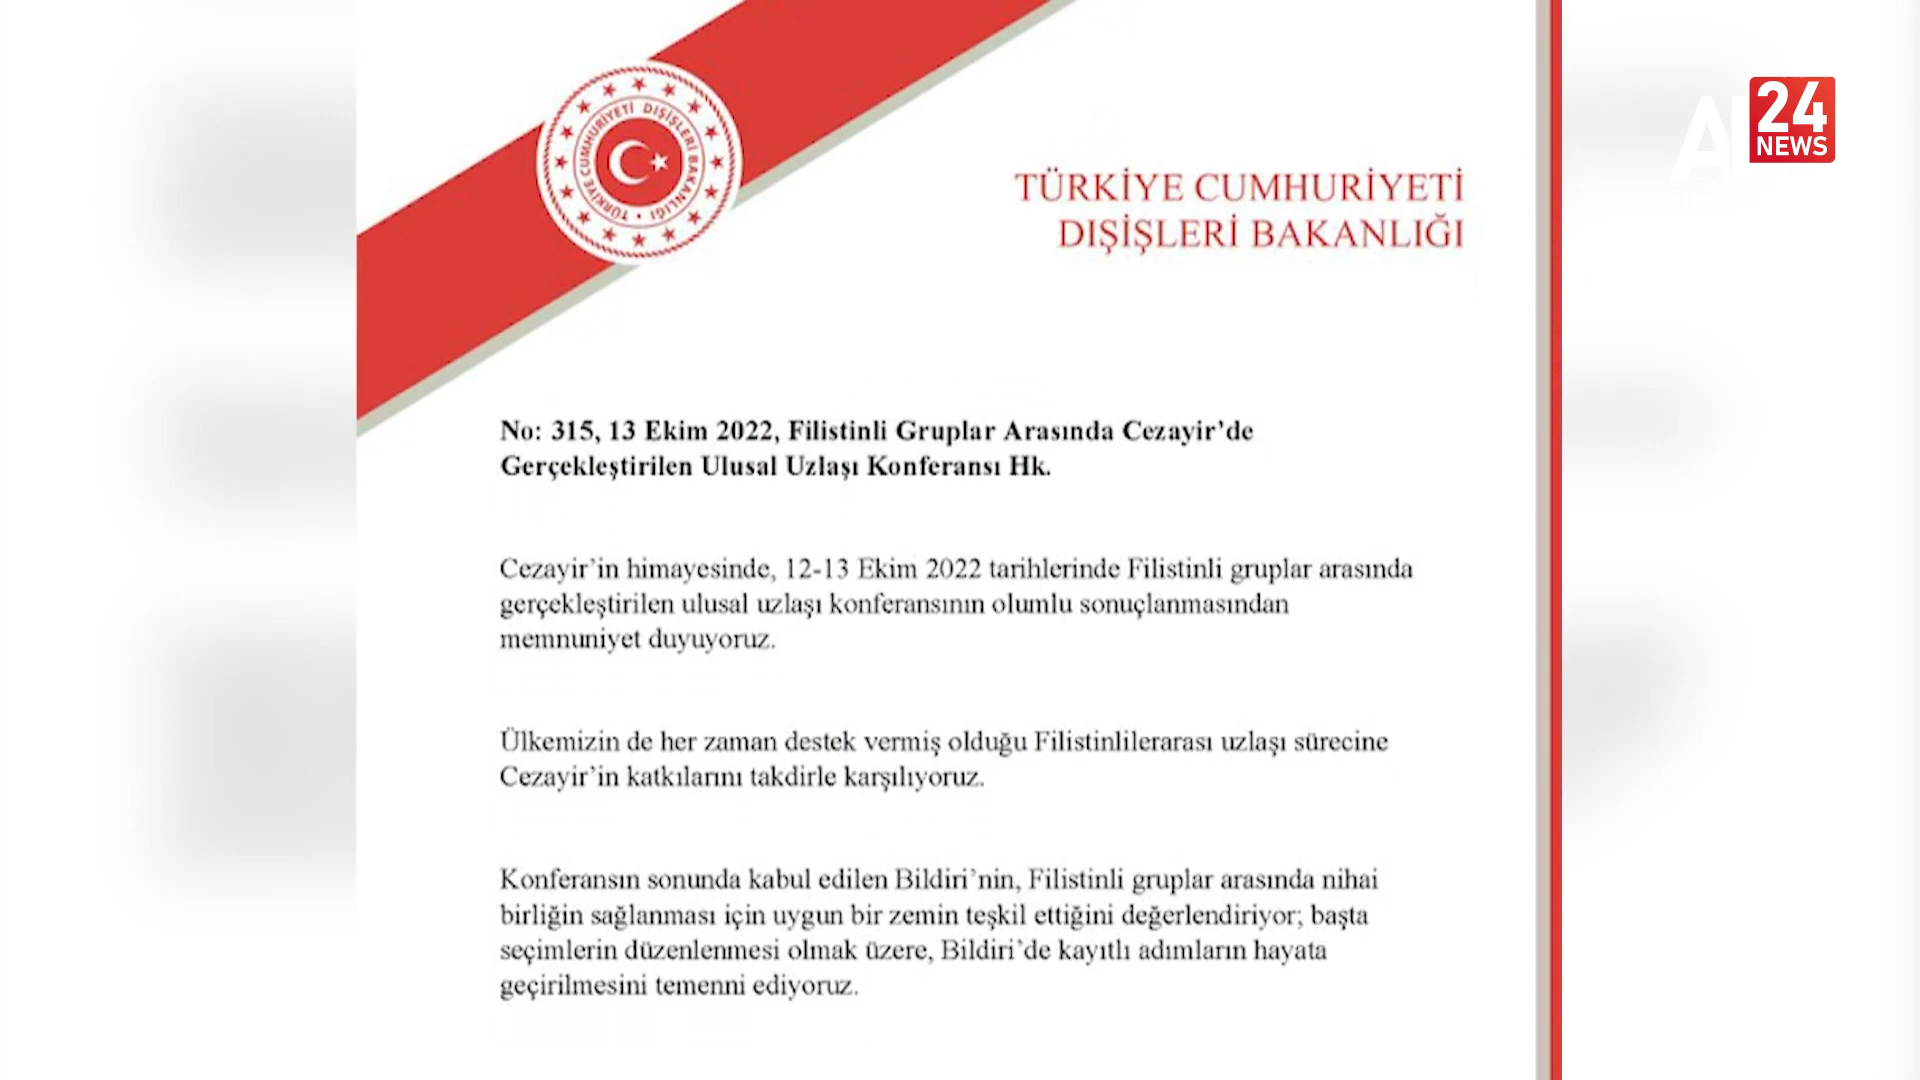 AL
24
NEWS
TÜRKİYE CUMHURİYETİ DIŞİŞLERİ BAKANLIĞI
TÜRKİYE CUMHURİYETİ
DIŞİŞLERİ BAKANLIĞI
No: 315, 13 Ekim 2022, Filistinli Gruplar Arasında Cezayir’de
Gerçekleştirilen Ulusal Uzlaşı Konferansı Hk.
Cezayir’in himayesinde, 12-13 Ekim 2022 tarihlerinde Filistinli gruplar arasında
gerçekleştirilen ulusal uzlaşı konferansının olumlu sonuçlanmasından
memnuniyet duyuyoruz.
Ülkemizin de her zaman destek vermiş olduğu Filistinlilerarası uzlaşı sürecine
Cezayir’in katkılarını takdirle karşılıyoruz.
Konferansın sonunda kabul edilen Bildiri’nin, Filistinli gruplar arasında nihai
birliğin sağlanması için uygun bir zemin teşkil ettiğini değerlendiriyor; başta
seçimlerin düzenlenmesi olmak üzere, Bildiri’de kayıtlı adımların hayata
geçirilmesini temenni ediyoruz.